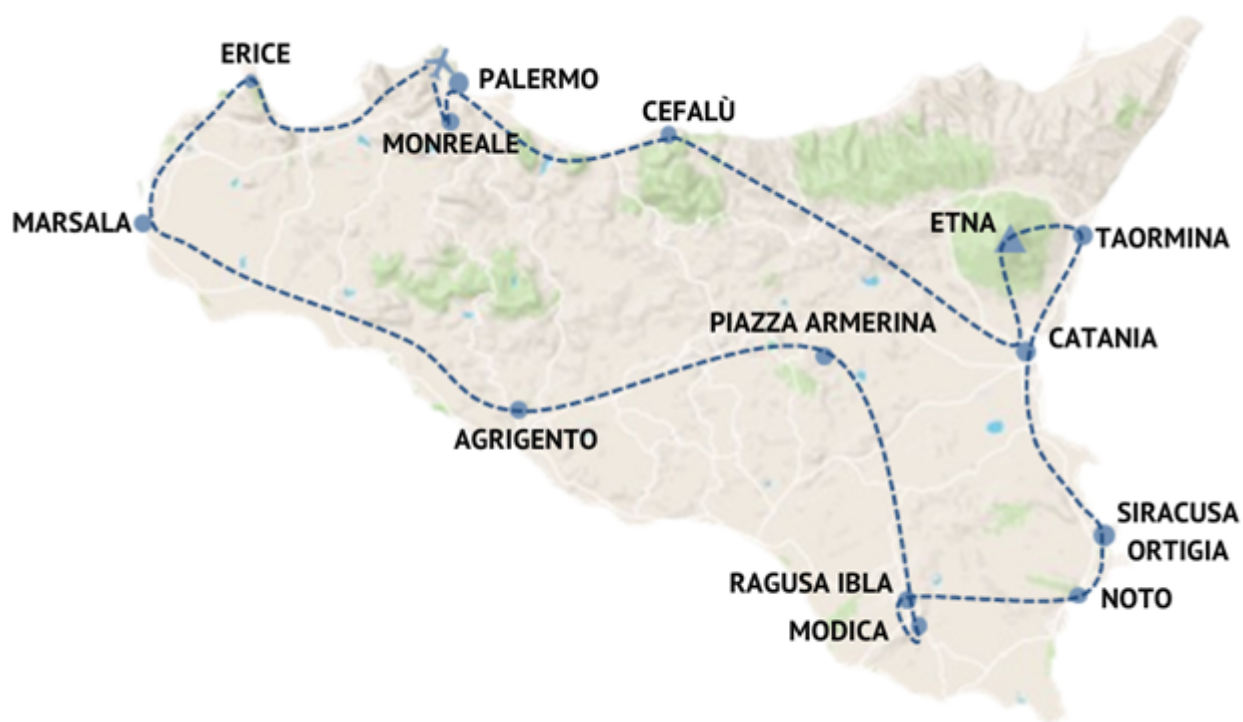 ERICE
PALERMO
CEFALÙ
MONREALE
MARSALA
ETNA
TAORMINA
PIAZZA ARMERINA
CATANIA
AGRIGENTO
SIRACUSA
ORTIGIA
RAGUSA IBLA
NOTO
MODICA